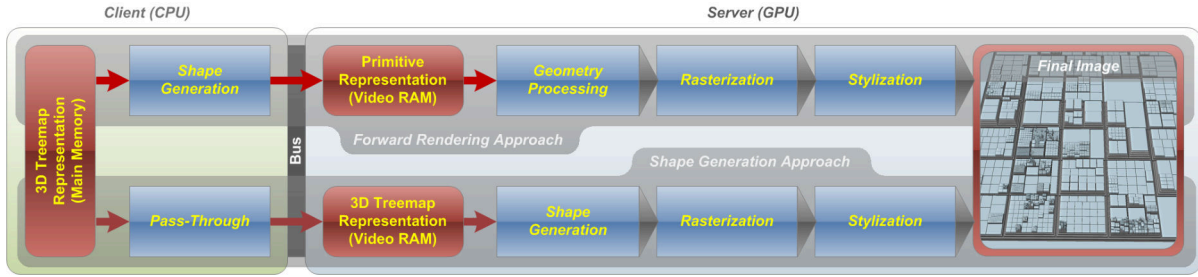 Client (CPU)
Server (GPU)
3D Treemap
Representation
(Main Memory)
Shape
Generation
Bus
Primitive
Representation
(Video RAM)
Geometry
Processing
Rasterization
Stylization
Final Image
Forward Rendering Approach
Shape Generation Approach
Pass-Through
3D Treemap
Representation
(Video RAM)
Shape
Generation
Rasterization
Stylization